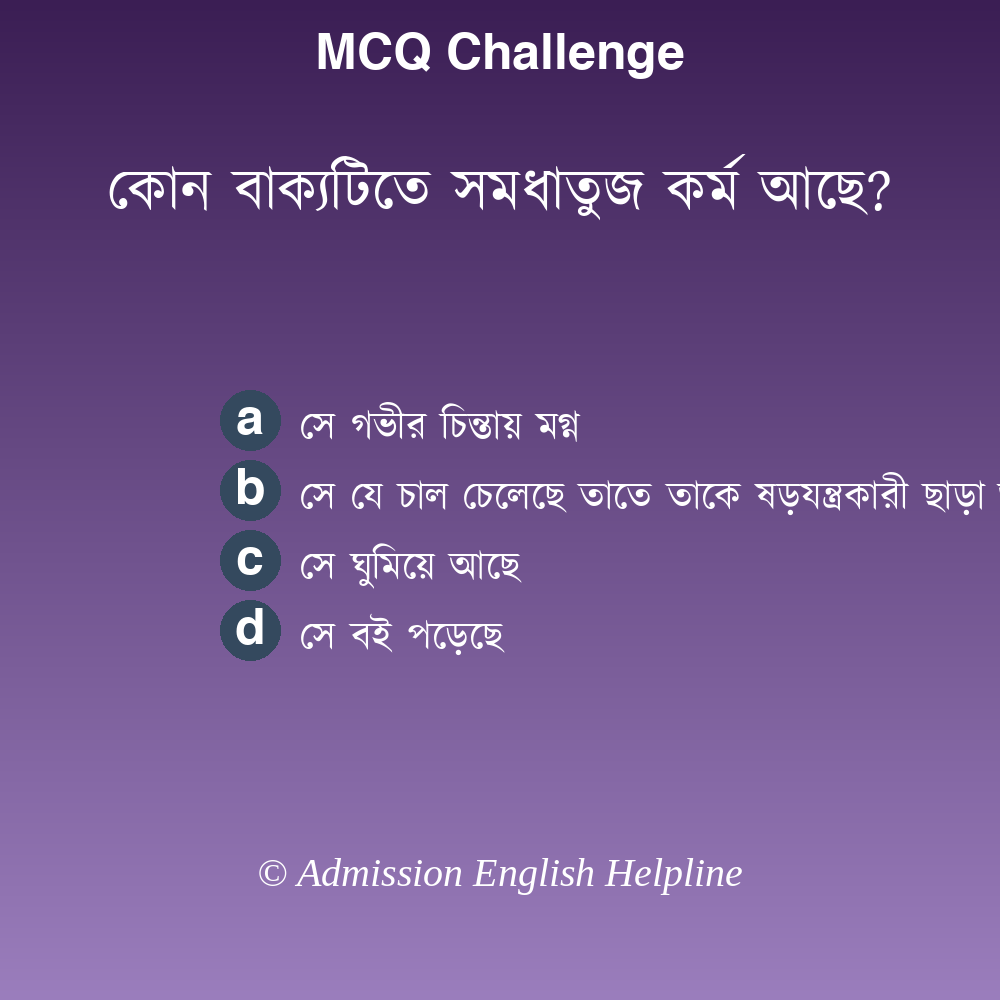 MCQ Challenge
কোন বাক্যটিতে সমধাতুজ কর্ম আছে?
a সে গভীর চিন্তায় মগ্ন
b সে যে চাল চেলেছে তাতে তাকে ষড়যন্ত্রকারী ছাড়া
c সে ঘুমিয়ে আছে
d সে বই পড়েছে
© Admission English Helpline